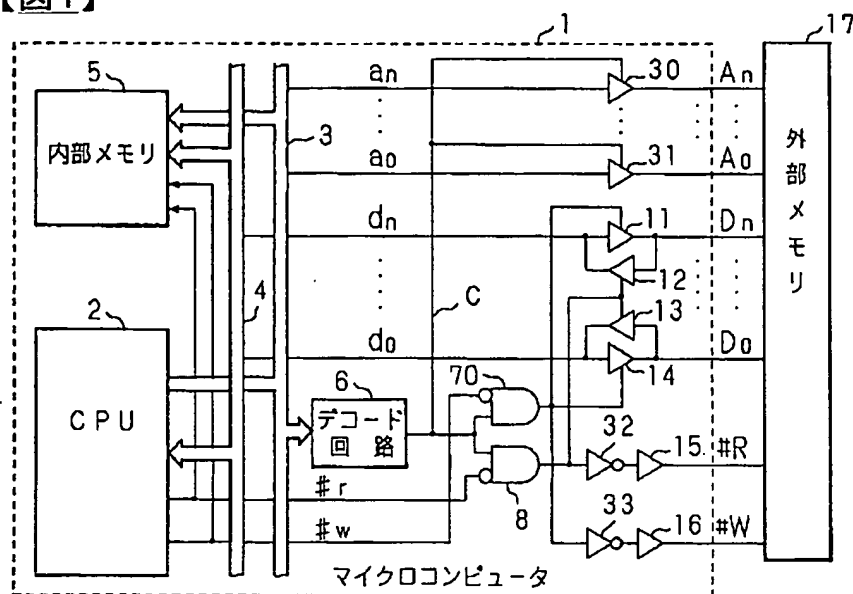 【図1】
1
17
5
内部メモリ
3
an
30
An
a0
31
A0
外部メモリ
dn
11
Dn
12
4
C
13
2
CPU
d0
14
D0
6
デコード
回路
70
8
32
15
#R
#r
33
16
#W
#w
マイクロコンピュータ